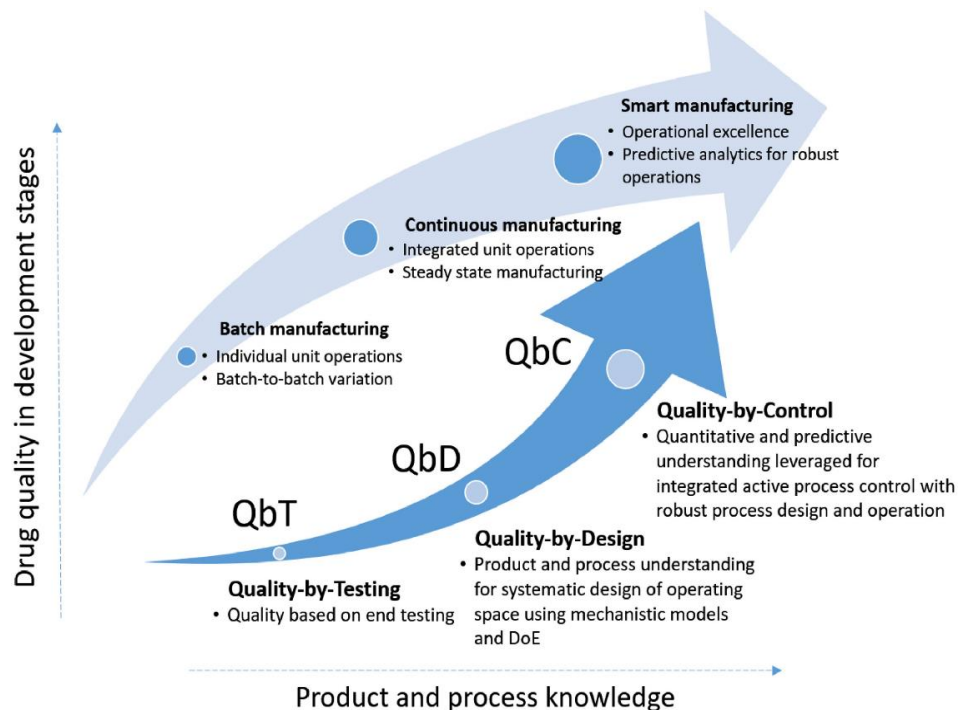 Drug quality in development stages
Smart manufacturing
• Operational excellence
• Predictive analytics for robust
operations
Continuous manufacturing
• Integrated unit operations
• Steady state manufacturing
Batch manufacturing
• Individual unit operations
• Batch-to-batch variation
QbC
Quality-by-Control
• Quantitative and predictive
understanding leveraged for
integrated active process control with
robust process design and operation
QbD
Quality-by-Design
• Product and process understanding
for systematic design of operating
space using mechanistic models
and DoE
QbT
Quality-by-Testing
• Quality based on end testing
Product and process knowledge